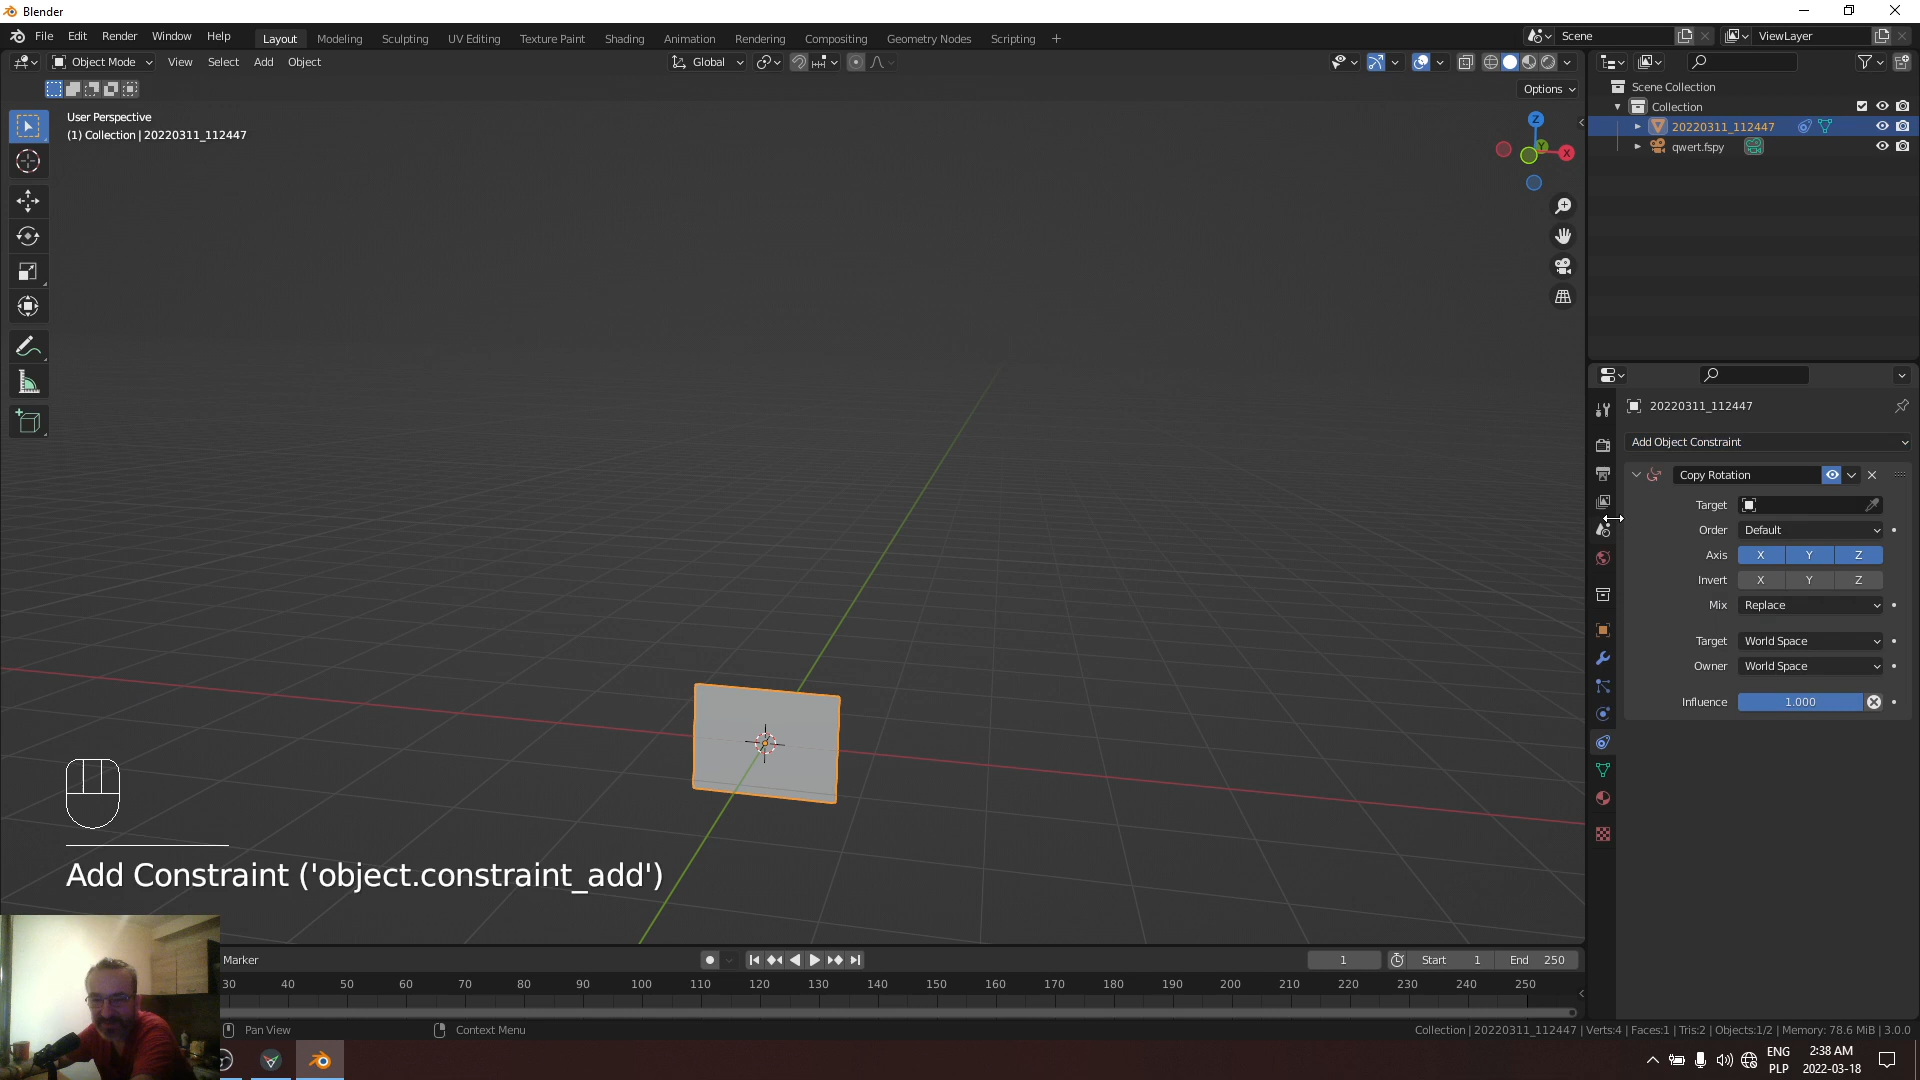 Blender
File Edit Render Window Help
Layout Modeling Sculpting UV Editing Texture Paint Shading Animation Rendering Compositing Geometry Nodes Scripting +
Scene
ViewLayer
Object Mode View Select Add Object
Global
Options
User Perspective
(1) Collection | 20220311_112447
Z
Y
X
Scene Collection
Collection
20220311_112447
qwert.fspy
20220311_112447
Add Object Constraint
Copy Rotation
Target
Order Default
Axis X Y Z
Invert X Y Z
Mix Replace
Target World Space
Owner World Space
Influence 1.000
Add Constraint ('object.constraint_add')
Marker
1
Start 1
End 250
30 40 50 60 70 80 90 100 110 120 130 140 150 160 170 180 190 200 210 220 230 240 250
Pan View
Context Menu
Collection | 20220311_112447 | Verts:4 | Faces:1 | Tris:2 | Objects:1/2 | Memory: 78.6 MiB | 3.0.0
ENG
PLP
2:38 AM
2022-03-18